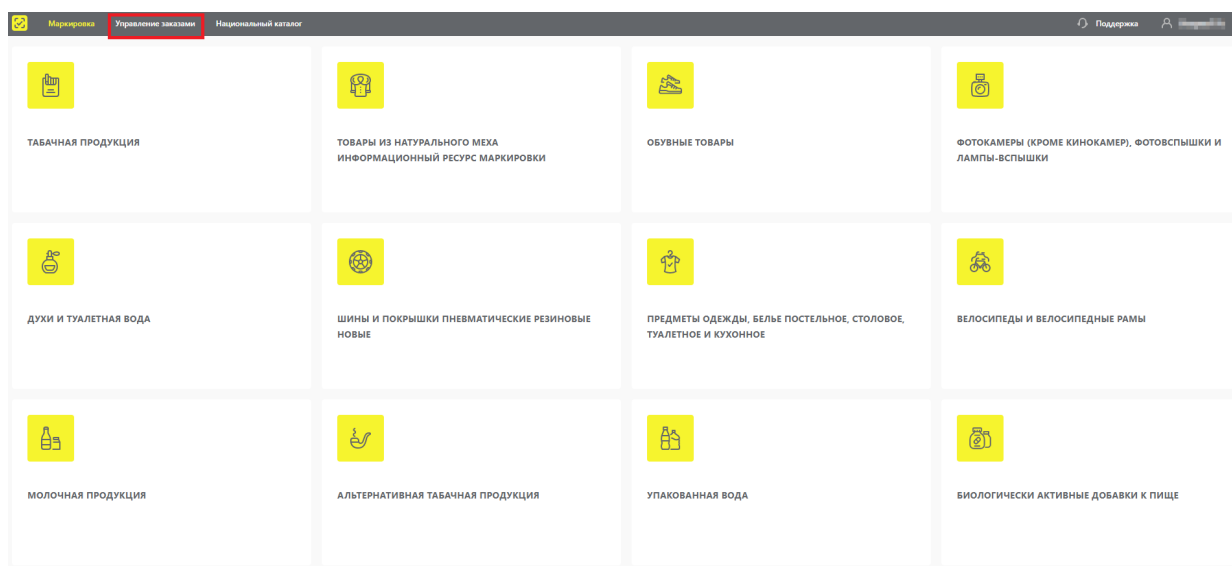 Маркировка Управление заказами Национальный каталог Поддержка
ТАБАЧНАЯ ПРОДУКЦИЯ
ТОВАРЫ ИЗ НАТУРАЛЬНОГО МЕХА
ИНФОРМАЦИОННЫЙ РЕСУРС МАРКИРОВКИ
ОБУВНЫЕ ТОВАРЫ
ФОТОКАМЕРЫ (КРОМЕ КИНОКАМЕР), ФОТОВСПЫШКИ И
ЛАМПЫ-ВСПЫШКИ
ДУХИ И ТУАЛЕТНАЯ ВОДА
ШИНЫ И ПОКРЫШКИ ПНЕВМАТИЧЕСКИЕ РЕЗИНОВЫЕ
НОВЫЕ
ПРЕДМЕТЫ ОДЕЖДЫ, БЕЛЬЕ ПОСТЕЛЬНОЕ, СТОЛОВОЕ,
ТУАЛЕТНОЕ И КУХОННОЕ
ВЕЛОСИПЕДЫ И ВЕЛОСИПЕДНЫЕ РАМЫ
МОЛОЧНАЯ ПРОДУКЦИЯ
АЛЬТЕРНАТИВНАЯ ТАБАЧНАЯ ПРОДУКЦИЯ
УПАКОВАННАЯ ВОДА
БИОЛОГИЧЕСКИ АКТИВНЫЕ ДОБАВКИ К ПИЩЕ